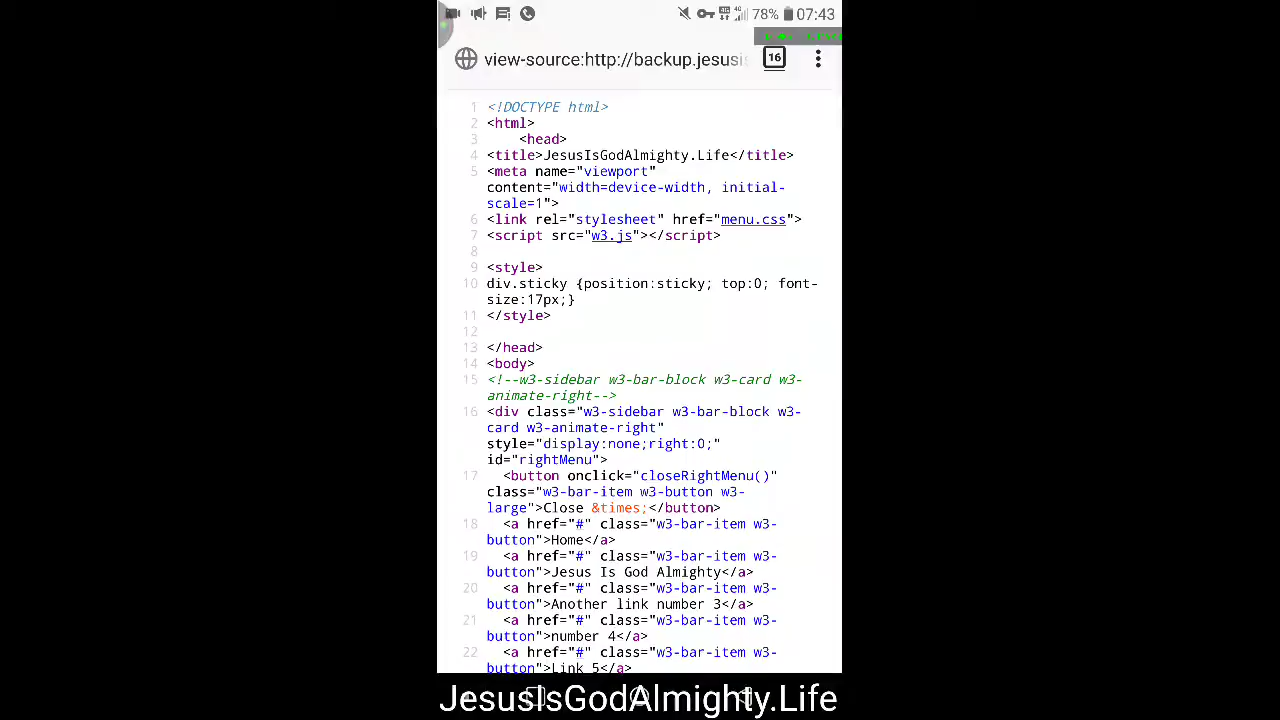 78% 07:43
view-source:http://backup.jesusis
16
1 <!DOCTYPE html>
2 <html>
3 <head>
4 <title>JesusIsGodAlmighty.Life</title>
5 <meta name="viewport"
content="width=device-width, initial-
scale=1">
6 <link rel="stylesheet" href="menu.css">
7 <script src="w3.js"></script>
8
9 <style>
10 div.sticky {position:sticky; top:0; font-
size:17px;}
11 </style>
12
13 </head>
14 <body>
15 <!--w3-sidebar w3-bar-block w3-card w3-
animate-right-->
16 <div class="w3-sidebar w3-bar-block w3-
card w3-animate-right"
style="display:none;right:0;"
id="rightMenu">
17 <button onclick="closeRightMenu()"
class="w3-bar-item w3-button w3-
large">Close &times;</button>
18 <a href="#" class="w3-bar-item w3-
button">Home</a>
19 <a href="#" class="w3-bar-item w3-
button">Jesus Is God Almighty</a>
20 <a href="#" class="w3-bar-item w3-
button">Another link number 3</a>
21 <a href="#" class="w3-bar-item w3-
button">number 4</a>
22 <a href="#" class="w3-bar-item w3-
button">Link 5</a>
JesusIsGodAlmighty.Life